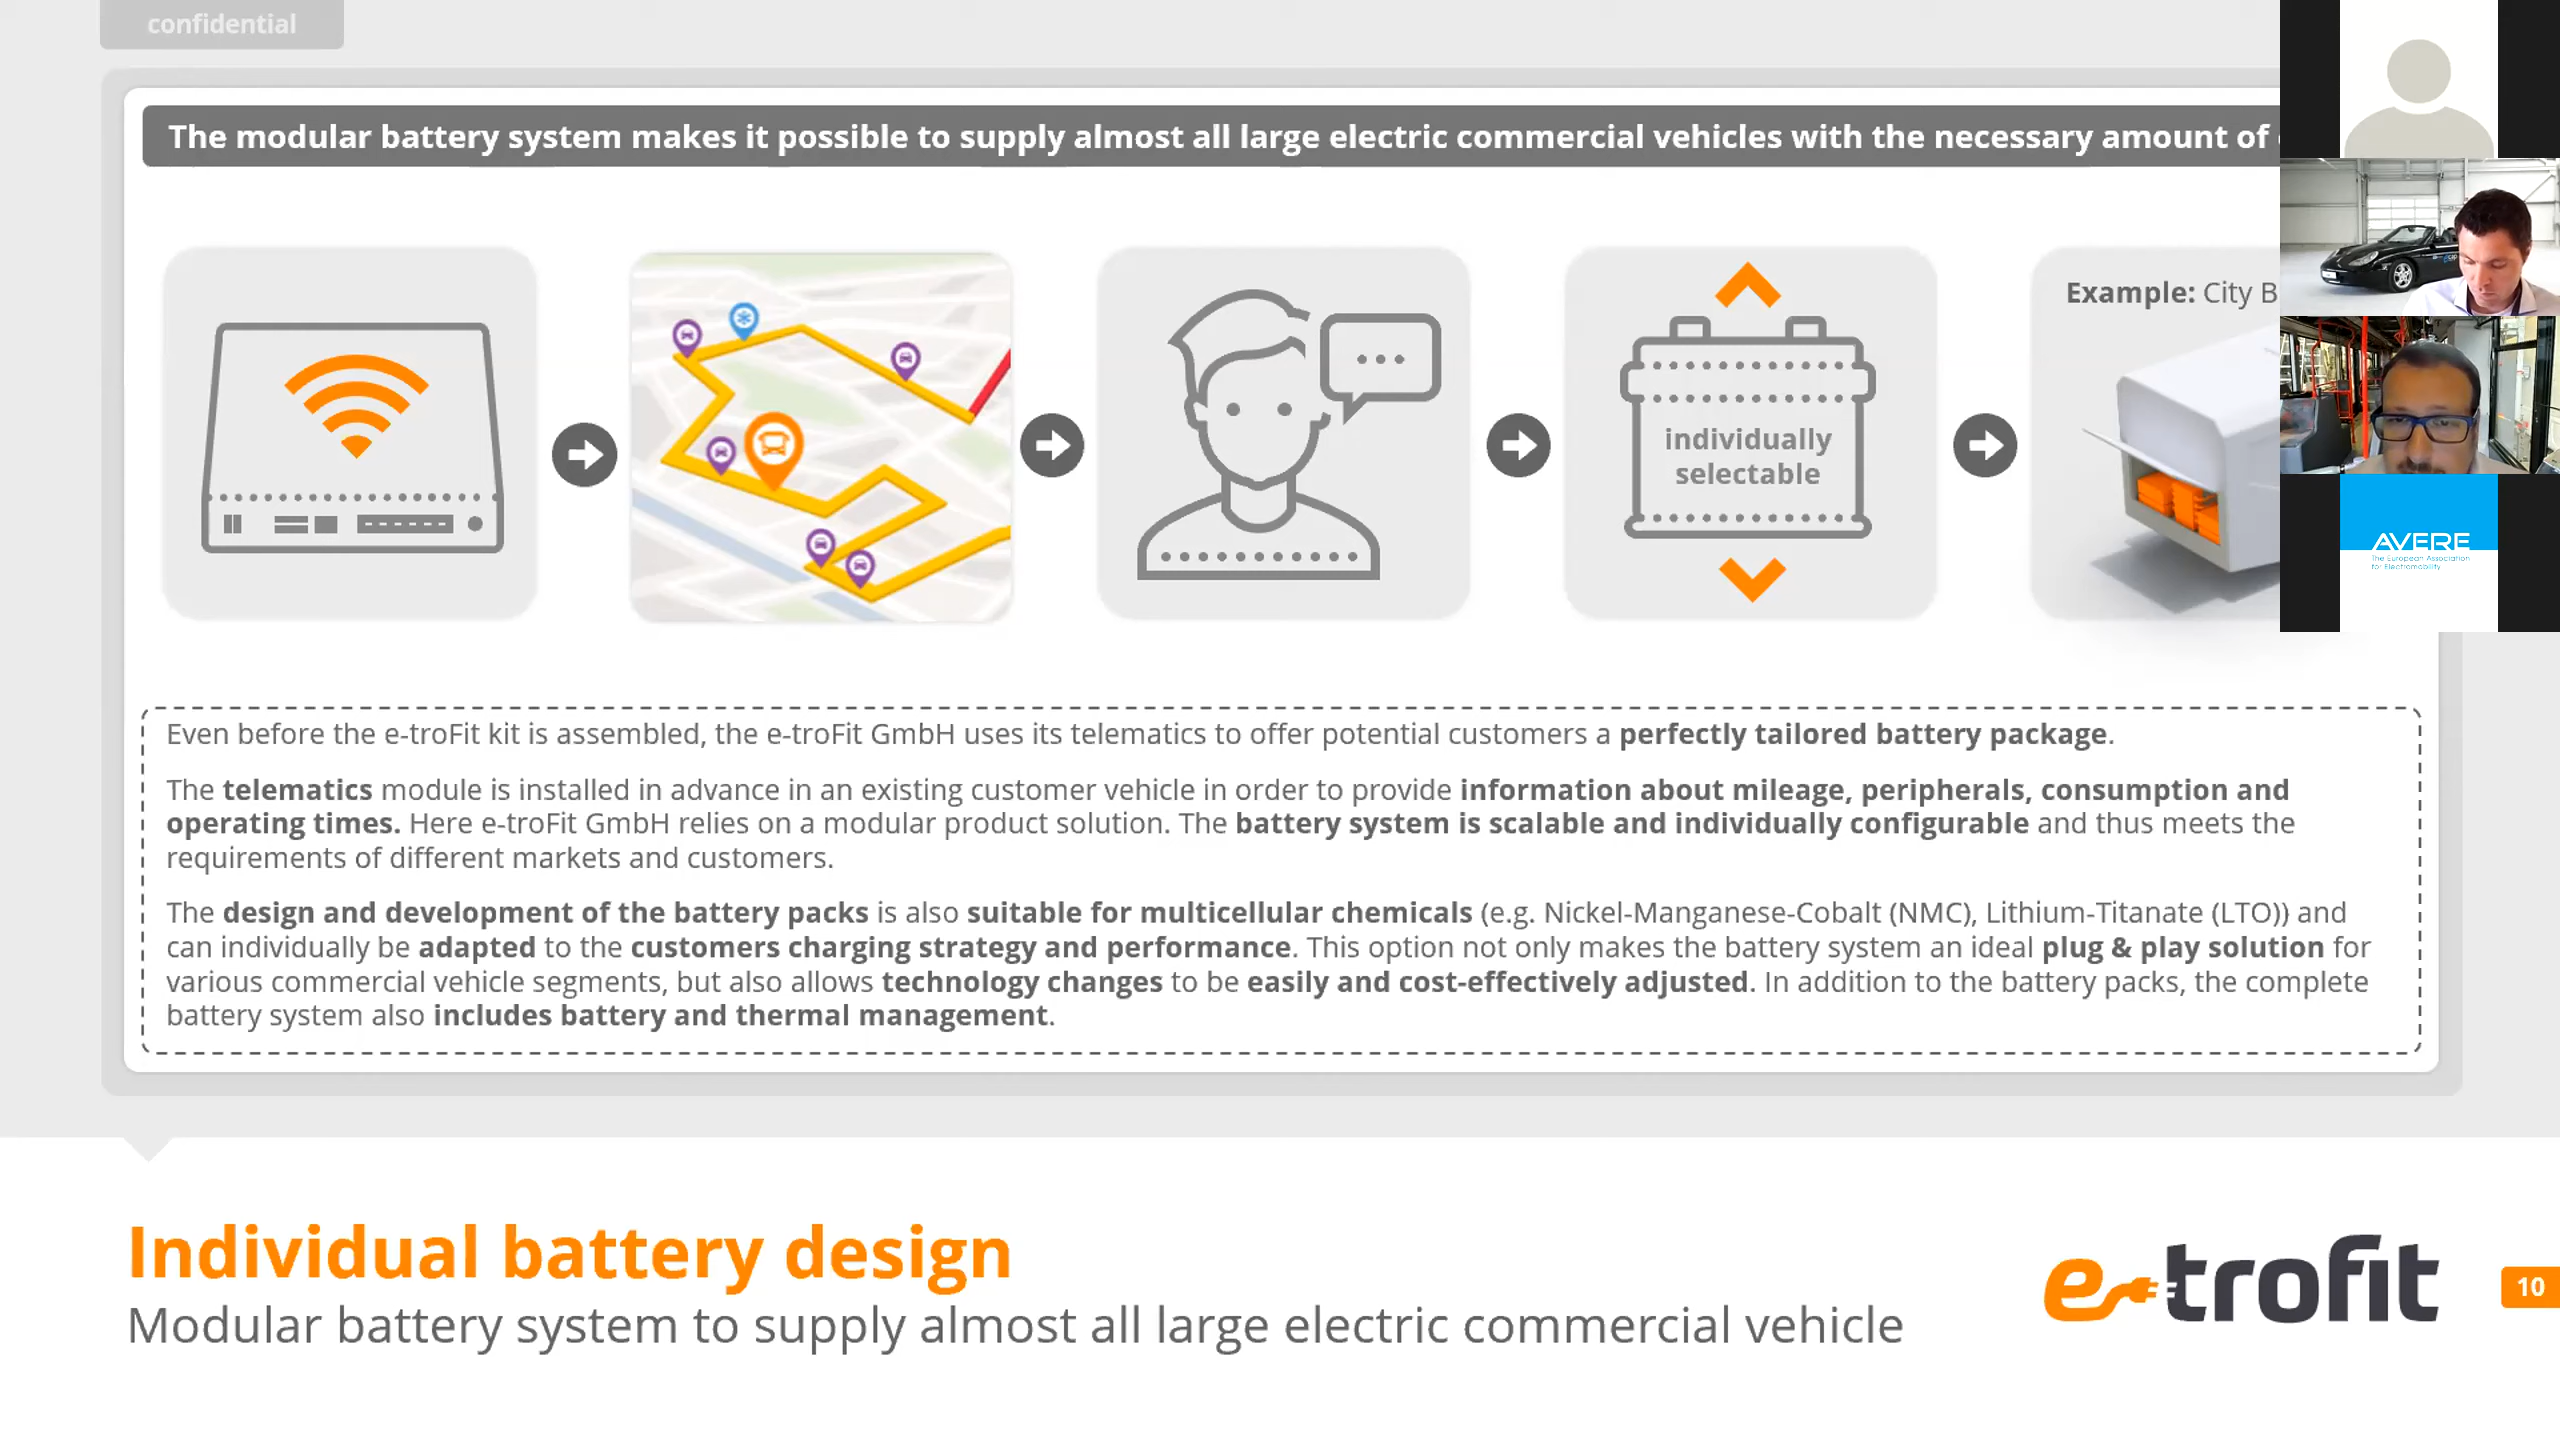 confidential
The modular battery system makes it possible to supply almost all large electric commercial vehicles with the necessary amount of
Example: City B
individually
selectable
AVERE
The European Association
for Electromobility
Even before the e-troFit kit is assembled, the e-troFit GmbH uses its telematics to offer potential customers a perfectly tailored battery package.
The telematics module is installed in advance in an existing customer vehicle in order to provide information about mileage, peripherals, consumption and
operating times. Here e-troFit GmbH relies on a modular product solution. The battery system is scalable and individually configurable and thus meets the
requirements of different markets and customers.
The design and development of the battery packs is also suitable for multicellular chemicals (e.g. Nickel-Manganese-Cobalt (NMC), Lithium-Titanate (LTO)) and
can individually be adapted to the customers charging strategy and performance. This option not only makes the battery system an ideal plug & play solution for
various commercial vehicle segments, but also allows technology changes to be easily and cost-effectively adjusted. In addition to the battery packs, the complete
battery system also includes battery and thermal management.
Individual battery design
Modular battery system to supply almost all large electric commercial vehicle
e-trofit
10